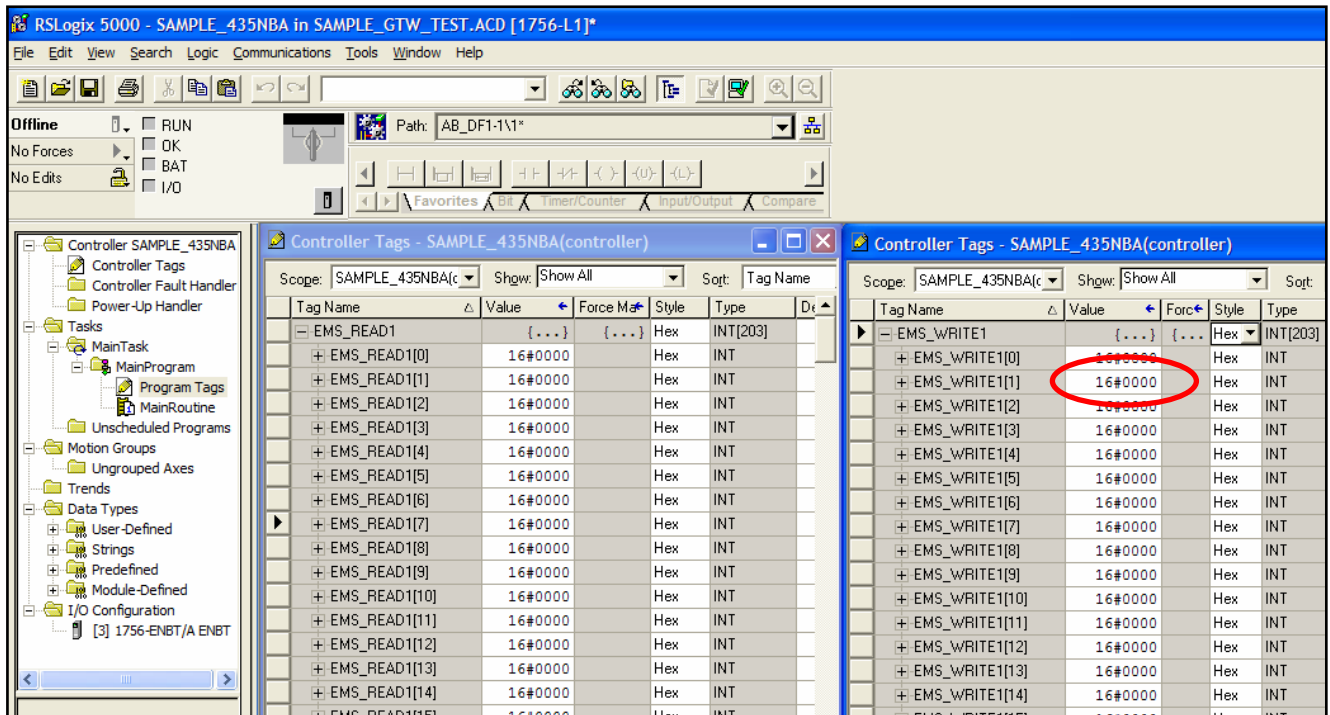 RSLogix 5000 - SAMPLE_435NBA in SAMPLE_GTW_TEST.ACD [1756-L1]*
File Edit View Search Logic Communications Tools Window Help
Offline
RUN
No Forces
OK
BAT
No Edits
I/O
Path: AB_DF1-1\1*
Favorites Bit Timer/Counter Input/Output Compare
Controller SAMPLE_435NBA
Controller Tags
Controller Fault Handler
Power-Up Handler
Tasks
MainTask
MainProgram
Program Tags
MainRoutine
Unscheduled Programs
Motion Groups
Ungrouped Axes
Trends
Data Types
User-Defined
Strings
Predefined
Module-Defined
I/O Configuration
[3] 1756-ENBT/A ENBT
Controller Tags - SAMPLE_435NBA(controller)
Scope: SAMPLE_435NBA(c Show: Show All Sort: Tag Name
Tag Name Value Force Ma Style Type De
EMS_READ1 {...} {...} Hex INT[203]
EMS_READ1[0] 16#0000 Hex INT
EMS_READ1[1] 16#0000 Hex INT
EMS_READ1[2] 16#0000 Hex INT
EMS_READ1[3] 16#0000 Hex INT
EMS_READ1[4] 16#0000 Hex INT
EMS_READ1[5] 16#0000 Hex INT
EMS_READ1[6] 16#0000 Hex INT
EMS_READ1[7] 16#0000 Hex INT
EMS_READ1[8] 16#0000 Hex INT
EMS_READ1[9] 16#0000 Hex INT
EMS_READ1[10] 16#0000 Hex INT
EMS_READ1[11] 16#0000 Hex INT
EMS_READ1[12] 16#0000 Hex INT
EMS_READ1[13] 16#0000 Hex INT
EMS_READ1[14] 16#0000 Hex INT
Controller Tags - SAMPLE_435NBA(controller)
Scope: SAMPLE_435NBA(c Show: Show All Sort:
Tag Name Value Forc Style Type
EMS_WRITE1 {...} {... Hex INT[203]
EMS_WRITE1[0] 16#0000 Hex INT
EMS_WRITE1[1] 16#0000 Hex INT
EMS_WRITE1[2] 16#0000 Hex INT
EMS_WRITE1[3] 16#0000 Hex INT
EMS_WRITE1[4] 16#0000 Hex INT
EMS_WRITE1[5] 16#0000 Hex INT
EMS_WRITE1[6] 16#0000 Hex INT
EMS_WRITE1[7] 16#0000 Hex INT
EMS_WRITE1[8] 16#0000 Hex INT
EMS_WRITE1[9] 16#0000 Hex INT
EMS_WRITE1[10] 16#0000 Hex INT
EMS_WRITE1[11] 16#0000 Hex INT
EMS_WRITE1[12] 16#0000 Hex INT
EMS_WRITE1[13] 16#0000 Hex INT
EMS_WRITE1[14] 16#0000 Hex INT